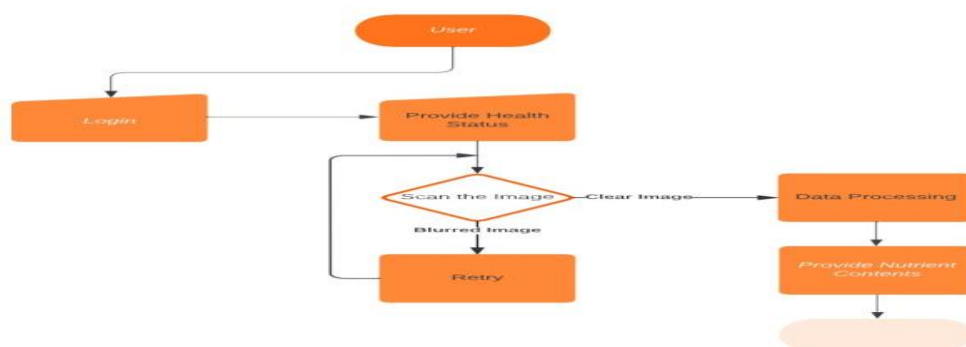 User
Login
Provide Health
Status
Scan the Image
Clear Image
Data Processing
Blurred Image
Provide Nutrient
Contents
Retry